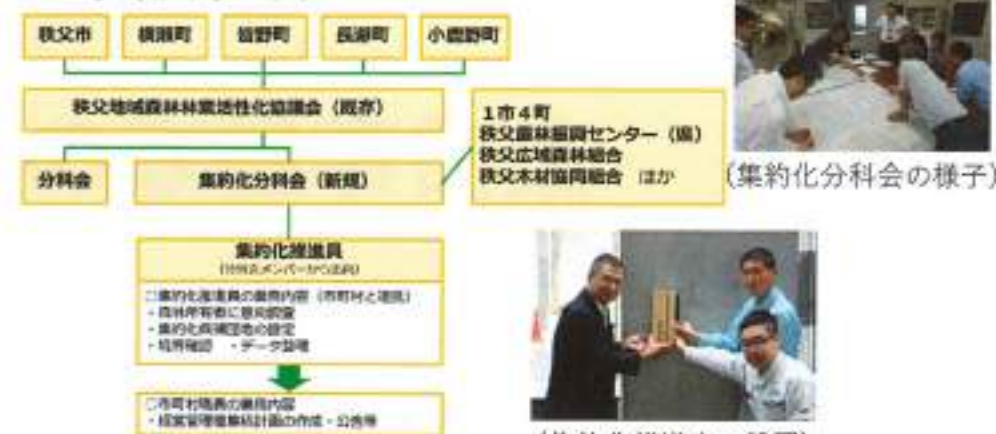 秩父市
横瀬町
皆野町
長瀞町
小鹿野町
秩父地域森林林業活性化協議会（既存）
1市4町
秩父農林振興センター（県）
秩父広域森林組合
秩父木材協同組合 ほか
分科会
集約化分科会（新規）
(集約化分科会の様子)
集約化推進員
□集約化推進員の業務内容（市町村と連携）
・森林所有者に意向調査
・集約化候補団地の設定
・境界確認 ・データ整理
□市町村職員の業務内容
・経営管理権集積計画の作成・公告等